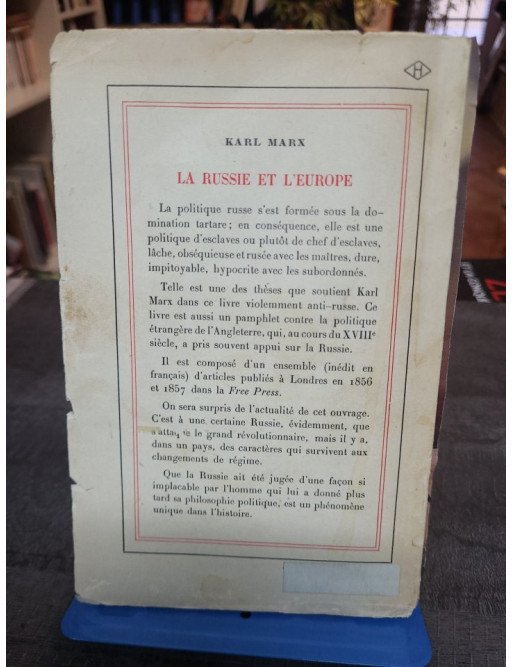 H
KARL MARX
LA RUSSIE ET L'EUROPE
La politique russe s'est formée sous la do-
mination tartare ; en conséquence, elle est une
politique d'esclaves ou plutôt de chef d'esclaves,
lâche, obséquieuse et rusée avec les maîtres, dure,
impitoyable, hypocrite avec les subordonnés.
Telle est une des thèses que soutient Karl
Marx dans ce livre violemment anti-russe. Ce
livre est aussi un pamphlet contre la politique
étrangère de l'Angleterre, qui, au cours du XVIIIe
siècle, a pris souvent appui sur la Russie.
Il est composé d'un ensemble (inédit en
français) d'articles publiés à Londres en 1856
et 1857 dans la Free Press.
On sera surpris de l'actualité de cet ouvrage.
C'est à une certaine Russie, évidemment, que
le grand révolutionnaire, mais il y a,
dans un pays, des caractères qui survivent aux
changements de régime.
Que la Russie ait été jugée d'une façon si
implacable par l'homme qui lui a donné plus
tard sa philosophie politique, est un phénomène
unique dans l'histoire.